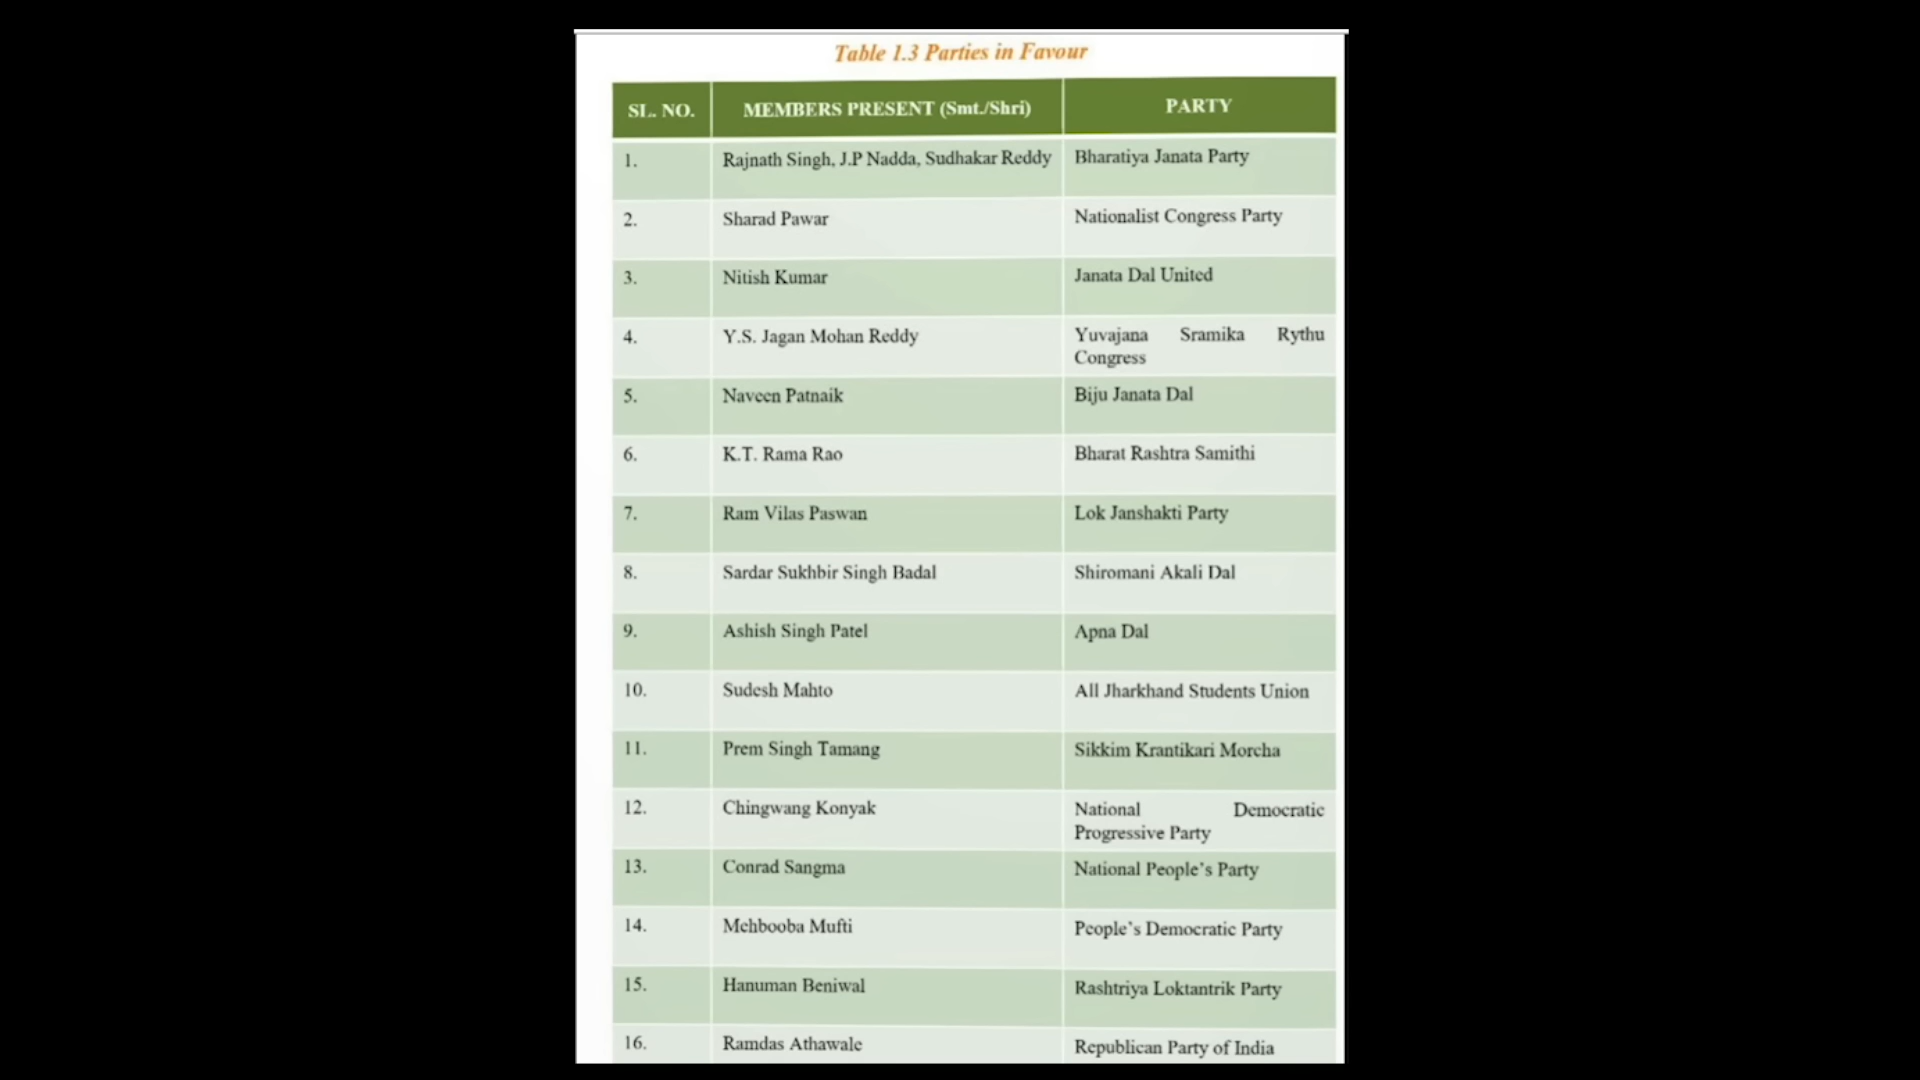 Table 1.3 Parties in Favour
SL. NO. MEMBERS PRESENT (Smt./Shri) PARTY
1. Rajnath Singh, J.P Nadda, Sudhakar Reddy Bharatiya Janata Party
2. Sharad Pawar Nationalist Congress Party
3. Nitish Kumar Janata Dal United
4. Y.S. Jagan Mohan Reddy Yuvajana Sramika Rythu
Congress
5. Naveen Patnaik Biju Janata Dal
6. K.T. Rama Rao Bharat Rashtra Samithi
7. Ram Vilas Paswan Lok Janshakti Party
8. Sardar Sukhbir Singh Badal Shiromani Akali Dal
9. Ashish Singh Patel Apna Dal
10. Sudesh Mahto All Jharkhand Students Union
11. Prem Singh Tamang Sikkim Krantikari Morcha
12. Chingwang Konyak National Democratic
Progressive Party
13. Conrad Sangma National People's Party
14. Mehbooba Mufti People's Democratic Party
15. Hanuman Beniwal Rashtriya Loktantrik Party
16. Ramdas Athawale Republican Party of India